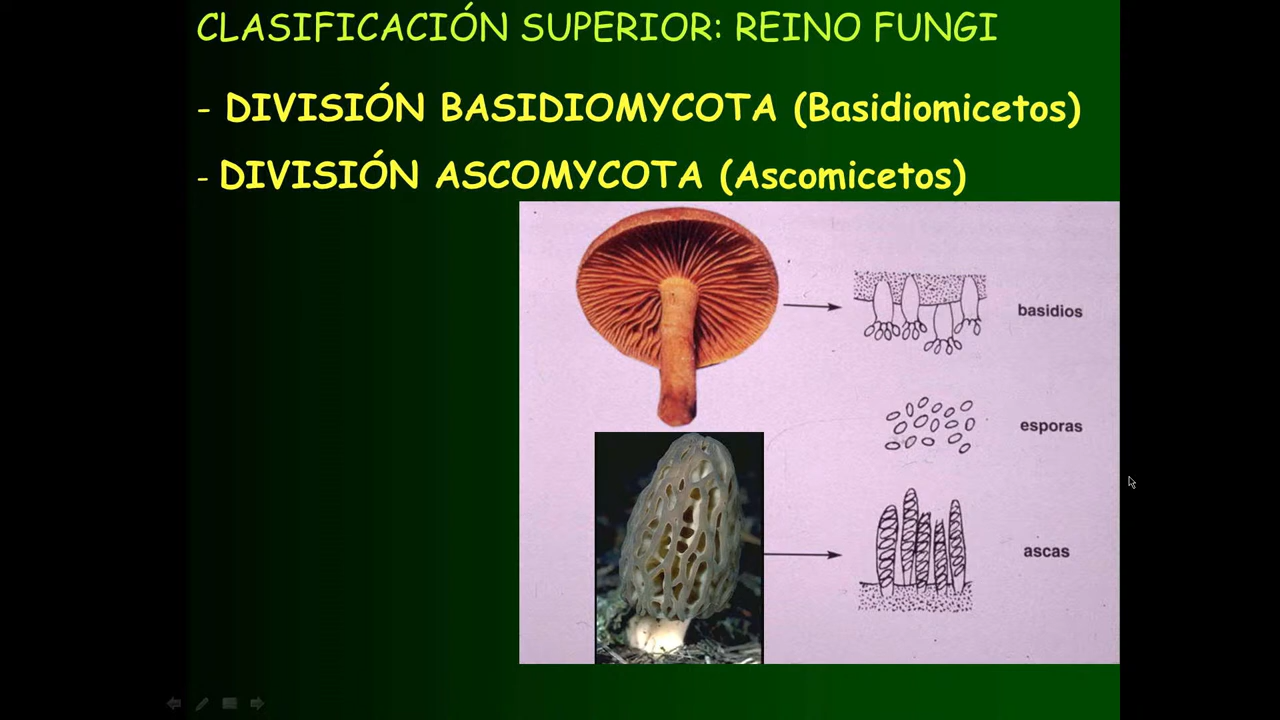 CLASIFICACIÓN SUPERIOR: REINO FUNGI
- DIVISIÓN BASIDIOMYCOTA (Basidiomicetos)
- DIVISIÓN ASCOMYCOTA (Ascomicetos)
basidios
esporas
ascas